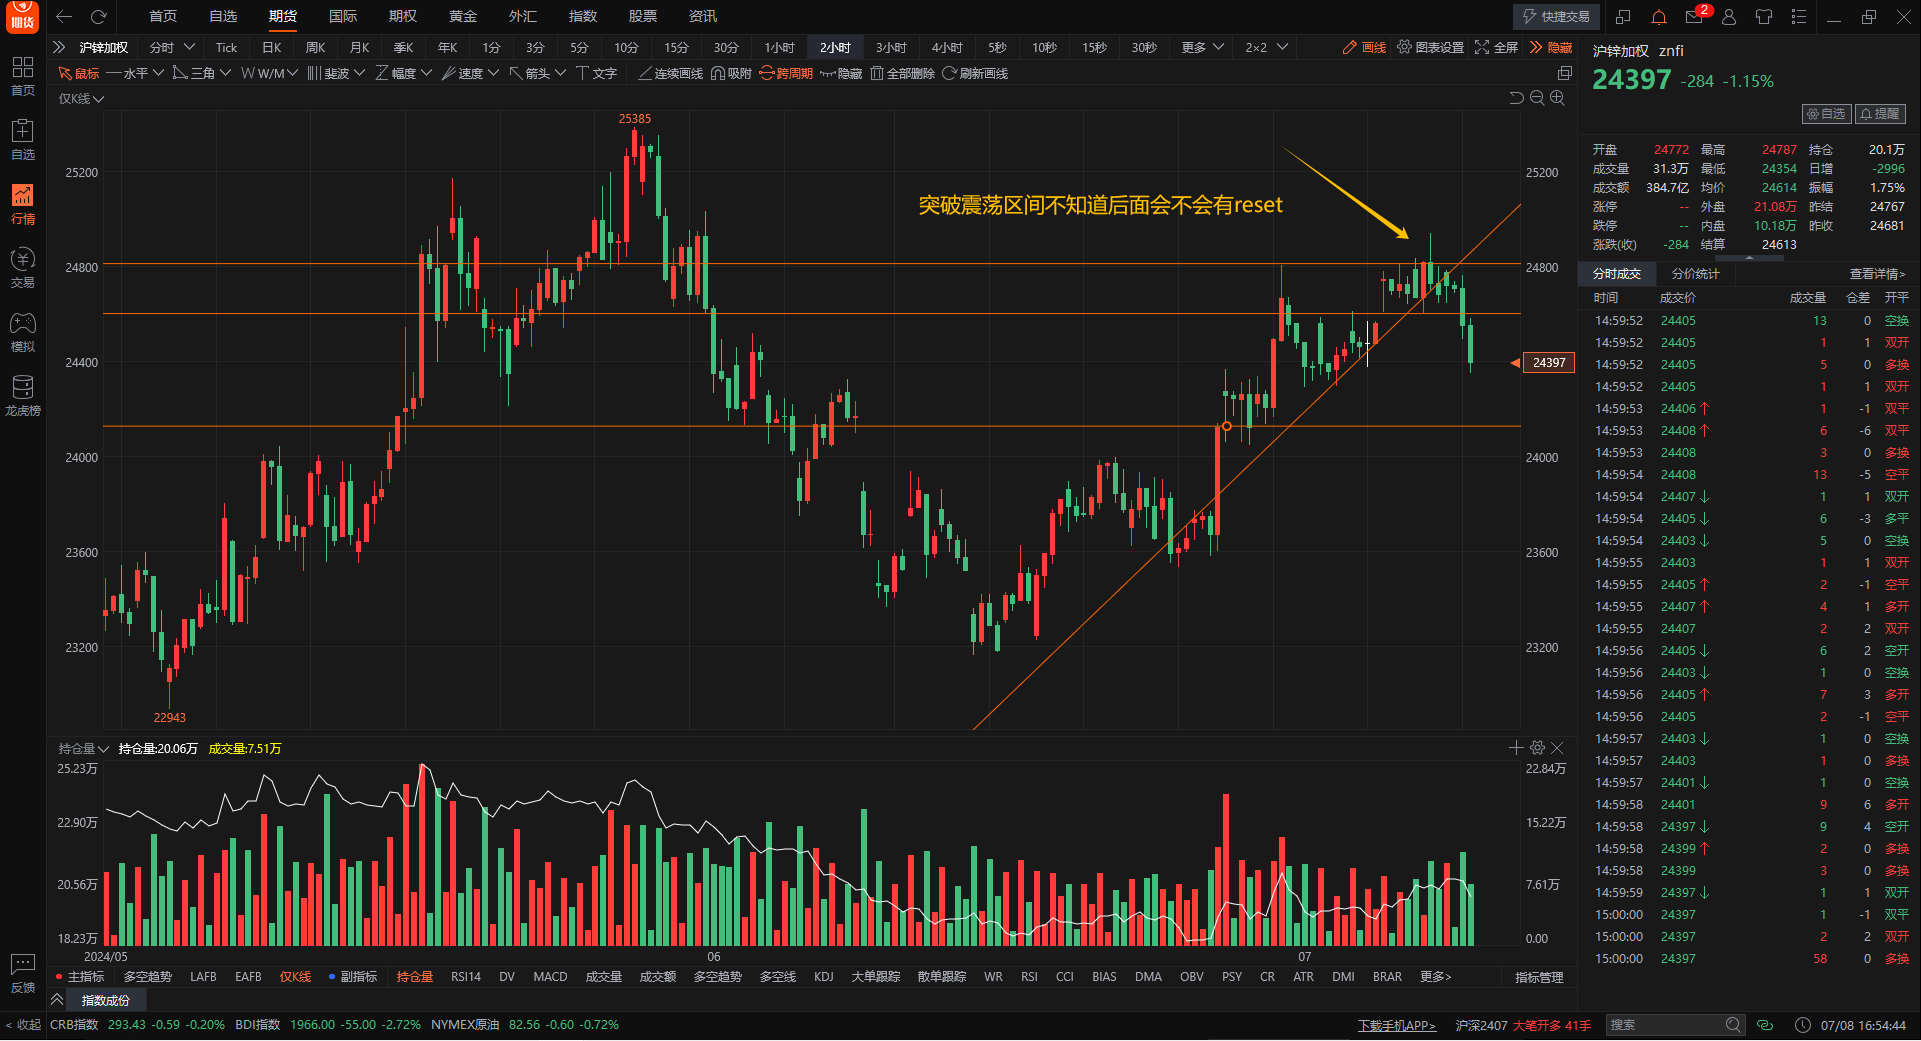 期货
首页 自选 期货 国际 期权 黄金 外汇 指数 股票 资讯
快捷交易 2
沪锌加权 分时 Tick 日K 周K 月K 季K 年K 1分 3分 5分 10分 15分 30分 1小时 2小时 3小时 4小时 5秒 10秒 15秒 30秒 更多 2×2 画线 图表设置 全屏 隐藏
鼠标 水平 三角 W/M 斐波 幅度 速度 箭头 文字 连续画线 吸附 跨周期 隐藏 全部删除 刷新画线
仅K线
首页
自选
行情
交易
模拟
龙虎榜
反馈
25385
25200 25200
突破震荡区间不知道后面会不会有reset
24800 24800
24400 24397
24000 24000
23600 23600
23200 23200
22943
持仓量 持仓量:20.06万 成交量:7.51万
25.23万 22.84万
22.90万 15.22万
20.56万 7.61万
18.23万 0.00
2024/05 06 07
主指标 多空趋势 LAFB EAFB 仅K线 副指标 持仓量 RSI14 DV MACD 成交量 成交额 多空趋势 多空线 KDJ 大单跟踪 散单跟踪 WR RSI CCI BIAS DMA OBV PSY CR ATR DMI BRAR 更多> 指标管理
指数成份
< 收起 CRB指数 293.43 -0.59 -0.20% BDI指数 1966.00 -55.00 -2.72% NYMEX原油 82.56 -0.60 -0.72% 下载手机APP> 沪深2407 大笔开多 41手 搜索 07/08 16:54:44
沪锌加权 znfi
24397 -284 -1.15%
自选 提醒
开盘 24772 最高 24787 持仓 20.1万
成交量 31.3万 最低 24354 日增 -2996
成交额 384.7亿 均价 24614 振幅 1.75%
涨停 -- 外盘 21.08万 昨结 24767
跌停 -- 内盘 10.18万 昨收 24681
涨跌(收) -284 结算 24613
分时成交 分价统计 查看详情>
时间 成交价 成交量 仓差 开平
14:59:52 24405 13 0 空换
14:59:52 24405 1 1 双开
14:59:52 24405 5 0 多换
14:59:52 24405 1 1 双开
14:59:53 24406↑ 1 -1 双平
14:59:53 24408↑ 6 -6 双平
14:59:53 24408 3 0 多换
14:59:54 24408 13 -5 空平
14:59:54 24407↓ 1 1 双开
14:59:54 24405↓ 6 -3 多平
14:59:54 24403↓ 5 0 空换
14:59:55 24403 1 1 双开
14:59:55 24405↑ 2 -1 空平
14:59:55 24407↑ 4 1 多开
14:59:55 24407 2 2 双开
14:59:56 24405↓ 6 2 空开
14:59:56 24403↓ 1 0 空换
14:59:56 24405↑ 7 3 多开
14:59:56 24405 2 -1 空平
14:59:57 24403↓ 1 0 空换
14:59:57 24403 1 0 多换
14:59:57 24401↓ 1 0 空换
14:59:58 24401 9 6 多开
14:59:58 24397↓ 9 4 空开
14:59:58 24399↑ 2 0 多换
14:59:58 24399 3 0 多换
14:59:59 24397↓ 1 1 双开
15:00:00 24397 1 -1 双平
15:00:00 24397 2 2 双开
15:00:00 24397 58 0 多换